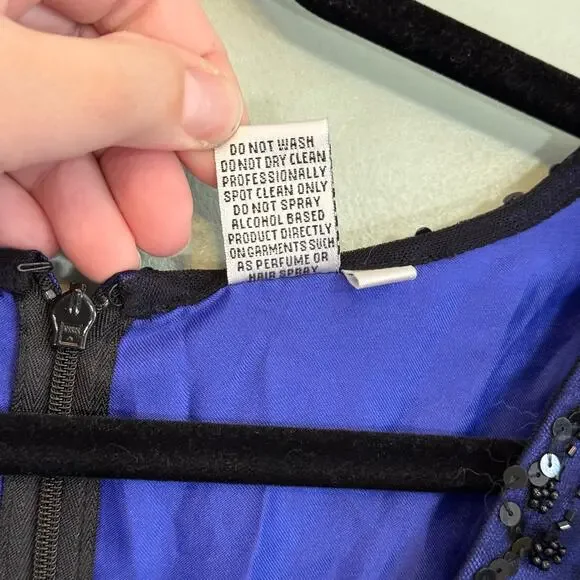 DO NOT WASH
DO NOT DRY CLEAN
PROFESSIONALLY
SPOT CLEAN ONLY
DO NOT SPRAY
ALCOHOL BASED
PRODUCT DIRECTLY
ON GARMENTS SUCH
AS PERFUME OR
HAIR SPRAY